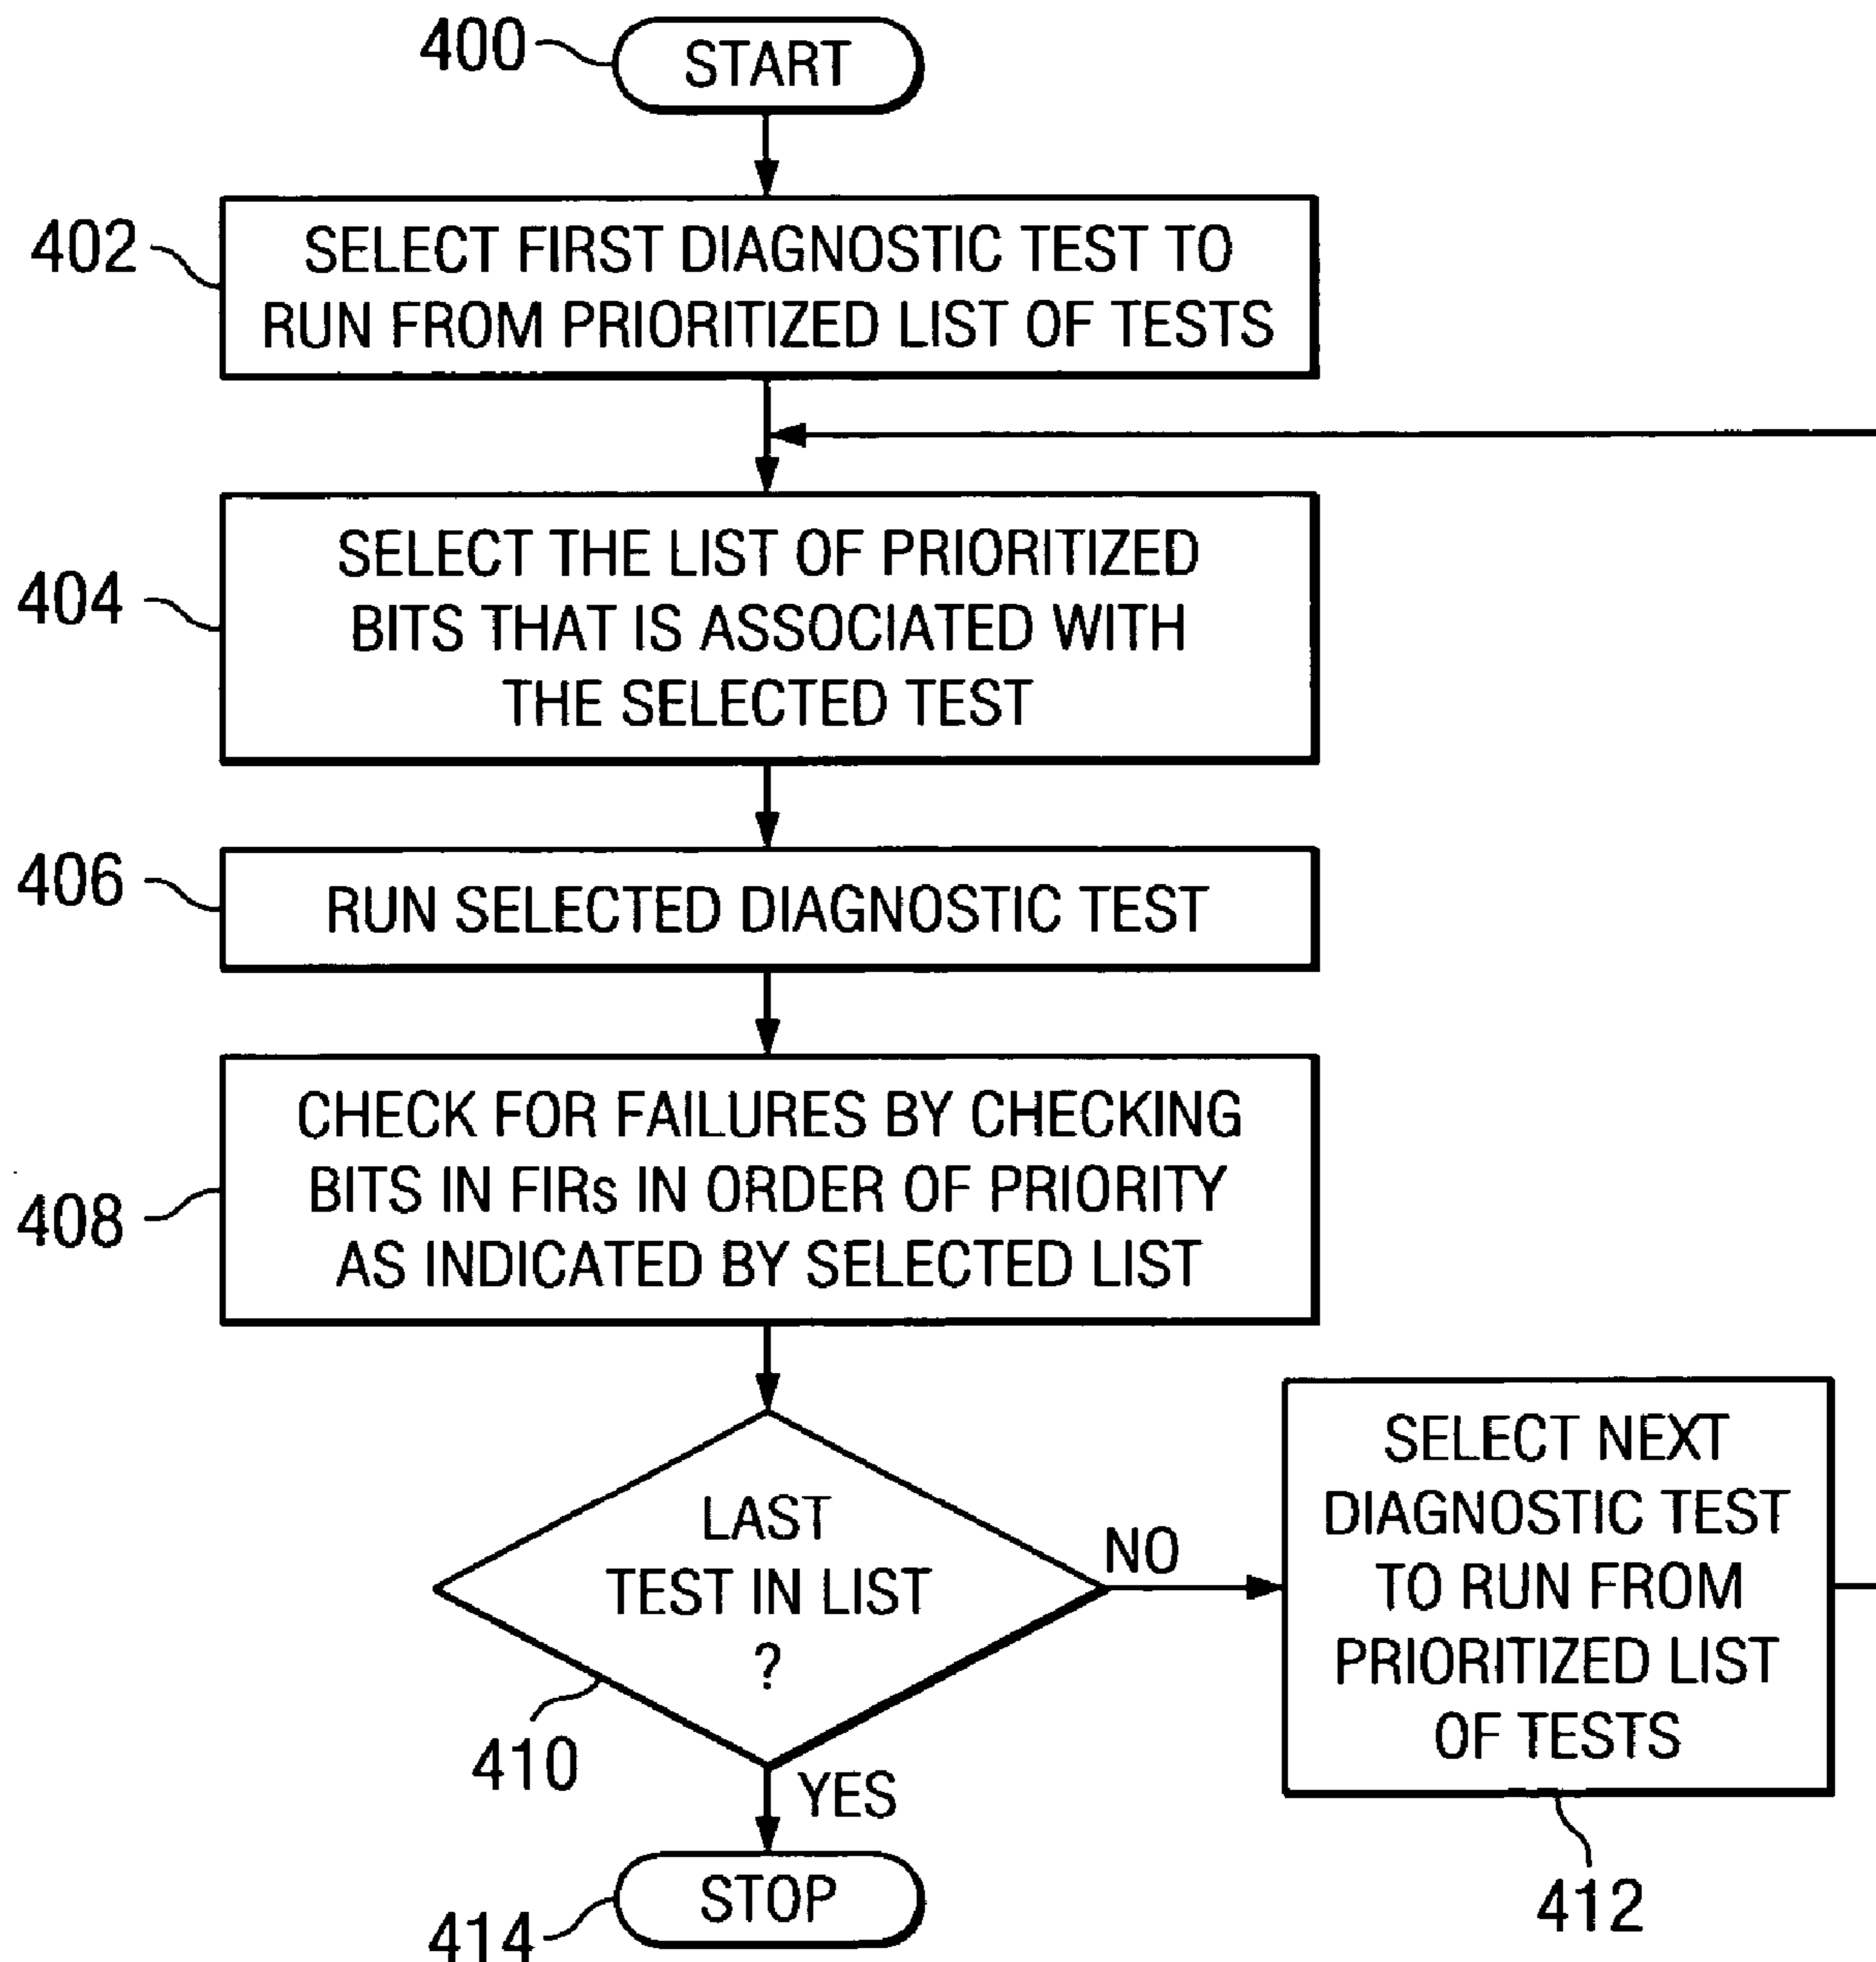 400
START
402
SELECT FIRST DIAGNOSTIC TEST TO
RUN FROM PRIORITIZED LIST OF TESTS
404
SELECT THE LIST OF PRIORITIZED
BITS THAT IS ASSOCIATED WITH
THE SELECTED TEST
406
RUN SELECTED DIAGNOSTIC TEST
408
CHECK FOR FAILURES BY CHECKING
BITS IN FIRs IN ORDER OF PRIORITY
AS INDICATED BY SELECTED LIST
LAST
TEST IN LIST
?
410
NO
SELECT NEXT
DIAGNOSTIC TEST
TO RUN FROM
PRIORITIZED LIST
OF TESTS
412
YES
STOP
414